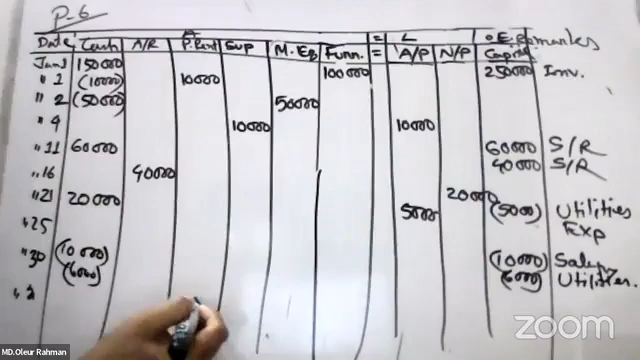 P-6
A = L O.E. Remarks
Date Cash A/R P.Rent Sup M.Eq Furn. = A/P N/P Capital
Jan 1 150000 100000 250000 Inv.
" 1 (10000) 10000
" 2 (50000) 50000
" 4 10000 10000
" 11 60000 60000 S/R
" 16 40000 40000 S/R
" 21 20000 20000
" 25 5000 (5000) Utilities Exp
" 30 (10000) (10000) Salary
(6000) (6000) Utilities.
MD.Oleur Rahman
zoom